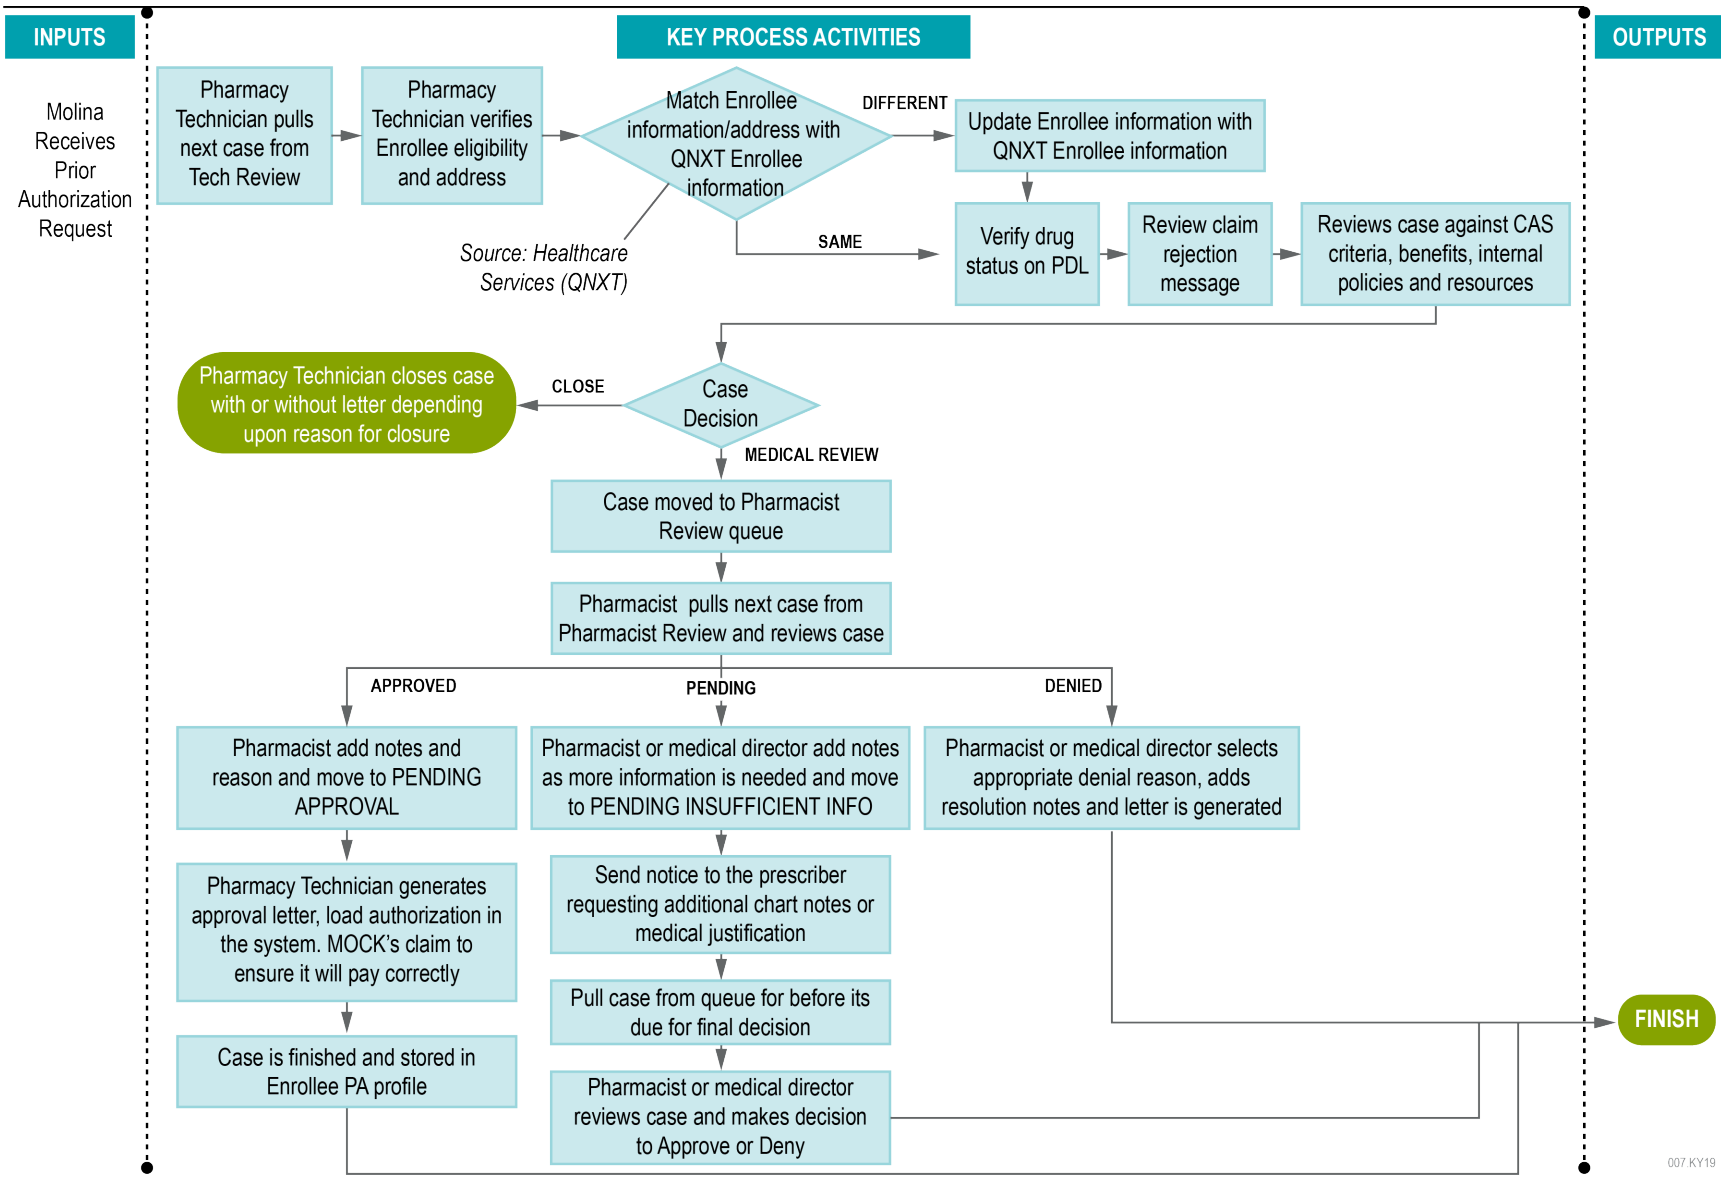 INPUTS
KEY PROCESS ACTIVITIES
OUTPUTS
Molina
Receives
Prior
Authorization
Request
Pharmacy
Technician pulls
next case from
Tech Review
Pharmacy
Technician verifies
Enrollee eligibility
and address
Match Enrollee
information/address with
QNXT Enrollee
information
DIFFERENT
Update Enrollee information with
QNXT Enrollee information
Source: Healthcare
Services (QNXT)
SAME
Verify drug
status on PDL
Review claim
rejection
message
Reviews case against CAS
criteria, benefits, internal
policies and resources
Pharmacy Technician closes case
with or without letter depending
upon reason for closure
CLOSE
Case
Decision
MEDICAL REVIEW
Case moved to Pharmacist
Review queue
Pharmacist pulls next case from
Pharmacist Review and reviews case
APPROVED
PENDING
DENIED
Pharmacist add notes and
reason and move to PENDING
APPROVAL
Pharmacist or medical director add notes
as more information is needed and move
to PENDING INSUFFICIENT INFO
Pharmacist or medical director selects
appropriate denial reason, adds
resolution notes and letter is generated
Pharmacy Technician generates
approval letter, load authorization in
the system. MOCK's claim to
ensure it will pay correctly
Send notice to the prescriber
requesting additional chart notes or
medical justification
Pull case from queue for before its
due for final decision
Case is finished and stored in
Enrollee PA profile
Pharmacist or medical director
reviews case and makes decision
to Approve or Deny
FINISH
007.KY19